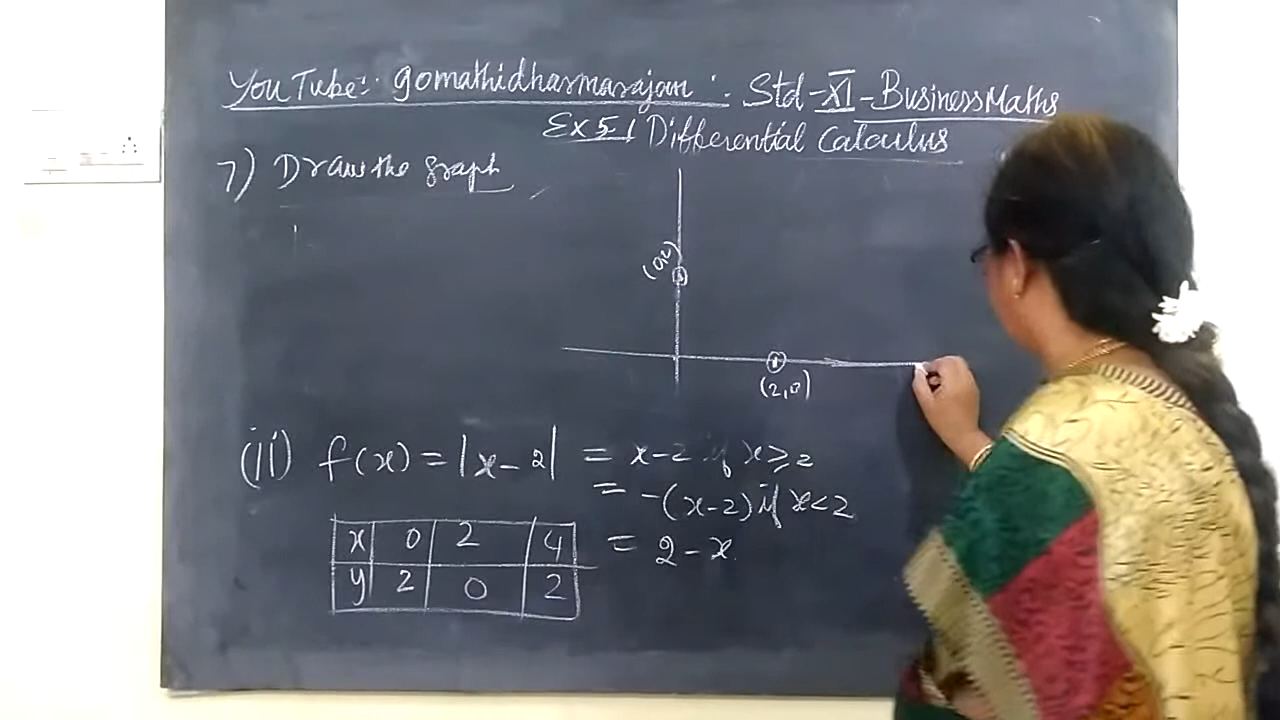 YouTube:- gomathidharmarajan :- Std-XI-BusinessMaths
Ex 5.1 Differential Calculus
7) Draw the graph
(0,2)
(2,0)
(ii) f(x) = |x-2| = x-2 if x≥2
= -(x-2) if x<2
= 2-x
x 0 2 4
y 2 0 2